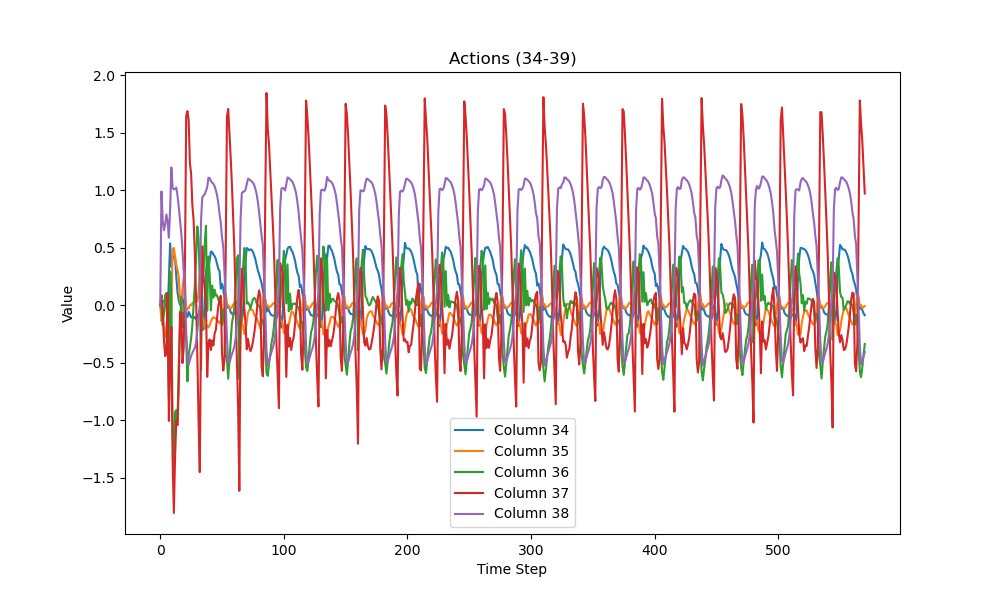 Actions (34-39)
2.0
1.5
1.0
0.5
0.0
−0.5
−1.0
−1.5
Value
Column 34
Column 35
Column 36
Column 37
Column 38
0 100 200 300 400 500
Time Step